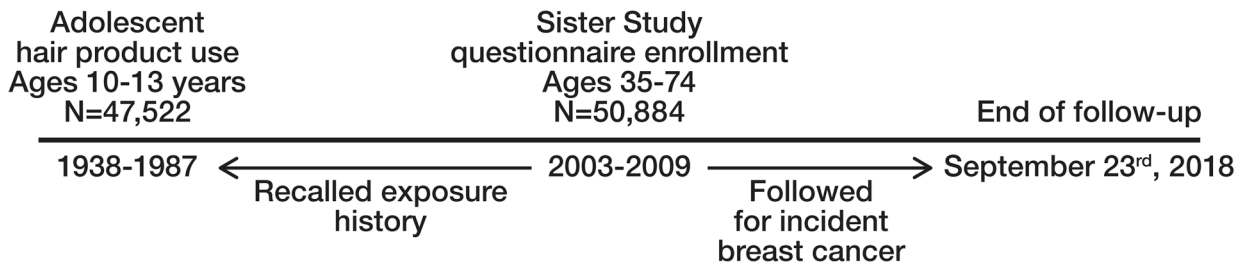 Adolescent
hair product use
Ages 10-13 years
N=47,522
Sister Study
questionnaire enrollment
Ages 35-74
N=50,884
End of follow-up
1938-1987
2003-2009
September 23rd, 2018
Recalled exposure
history
Followed
for incident
breast cancer